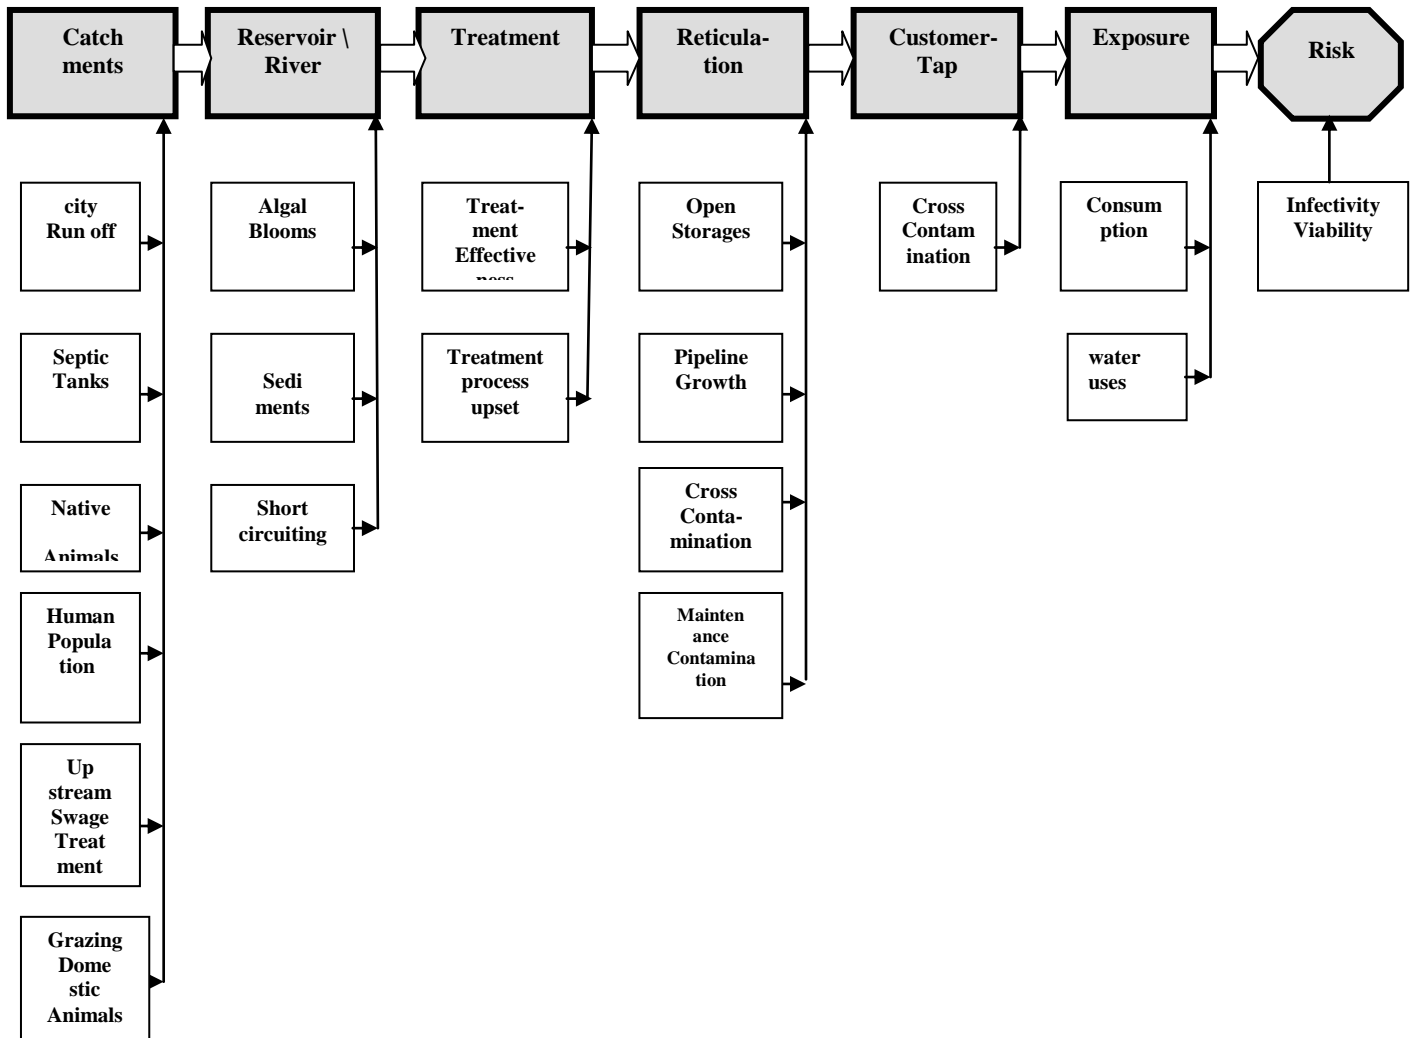 Catch
ments
Reservoir \
River
Treatment
Reticula-
tion
Customer-
Tap
Exposure
Risk
city
Run off
Septic
Tanks
Native
Animals
Human
Popula
tion
Up
stream
Swage
Treat
ment
Grazing
Dome
stic
Animals
Algal
Blooms
Sedi
ments
Short
circuiting
Treat-
ment
Effective
ness
Treatment
process
upset
Open
Storages
Pipeline
Growth
Cross
Conta-
mination
Mainten
ance
Contamina
tion
Cross
Contam
ination
Consum
ption
water
uses
Infectivity
Viability